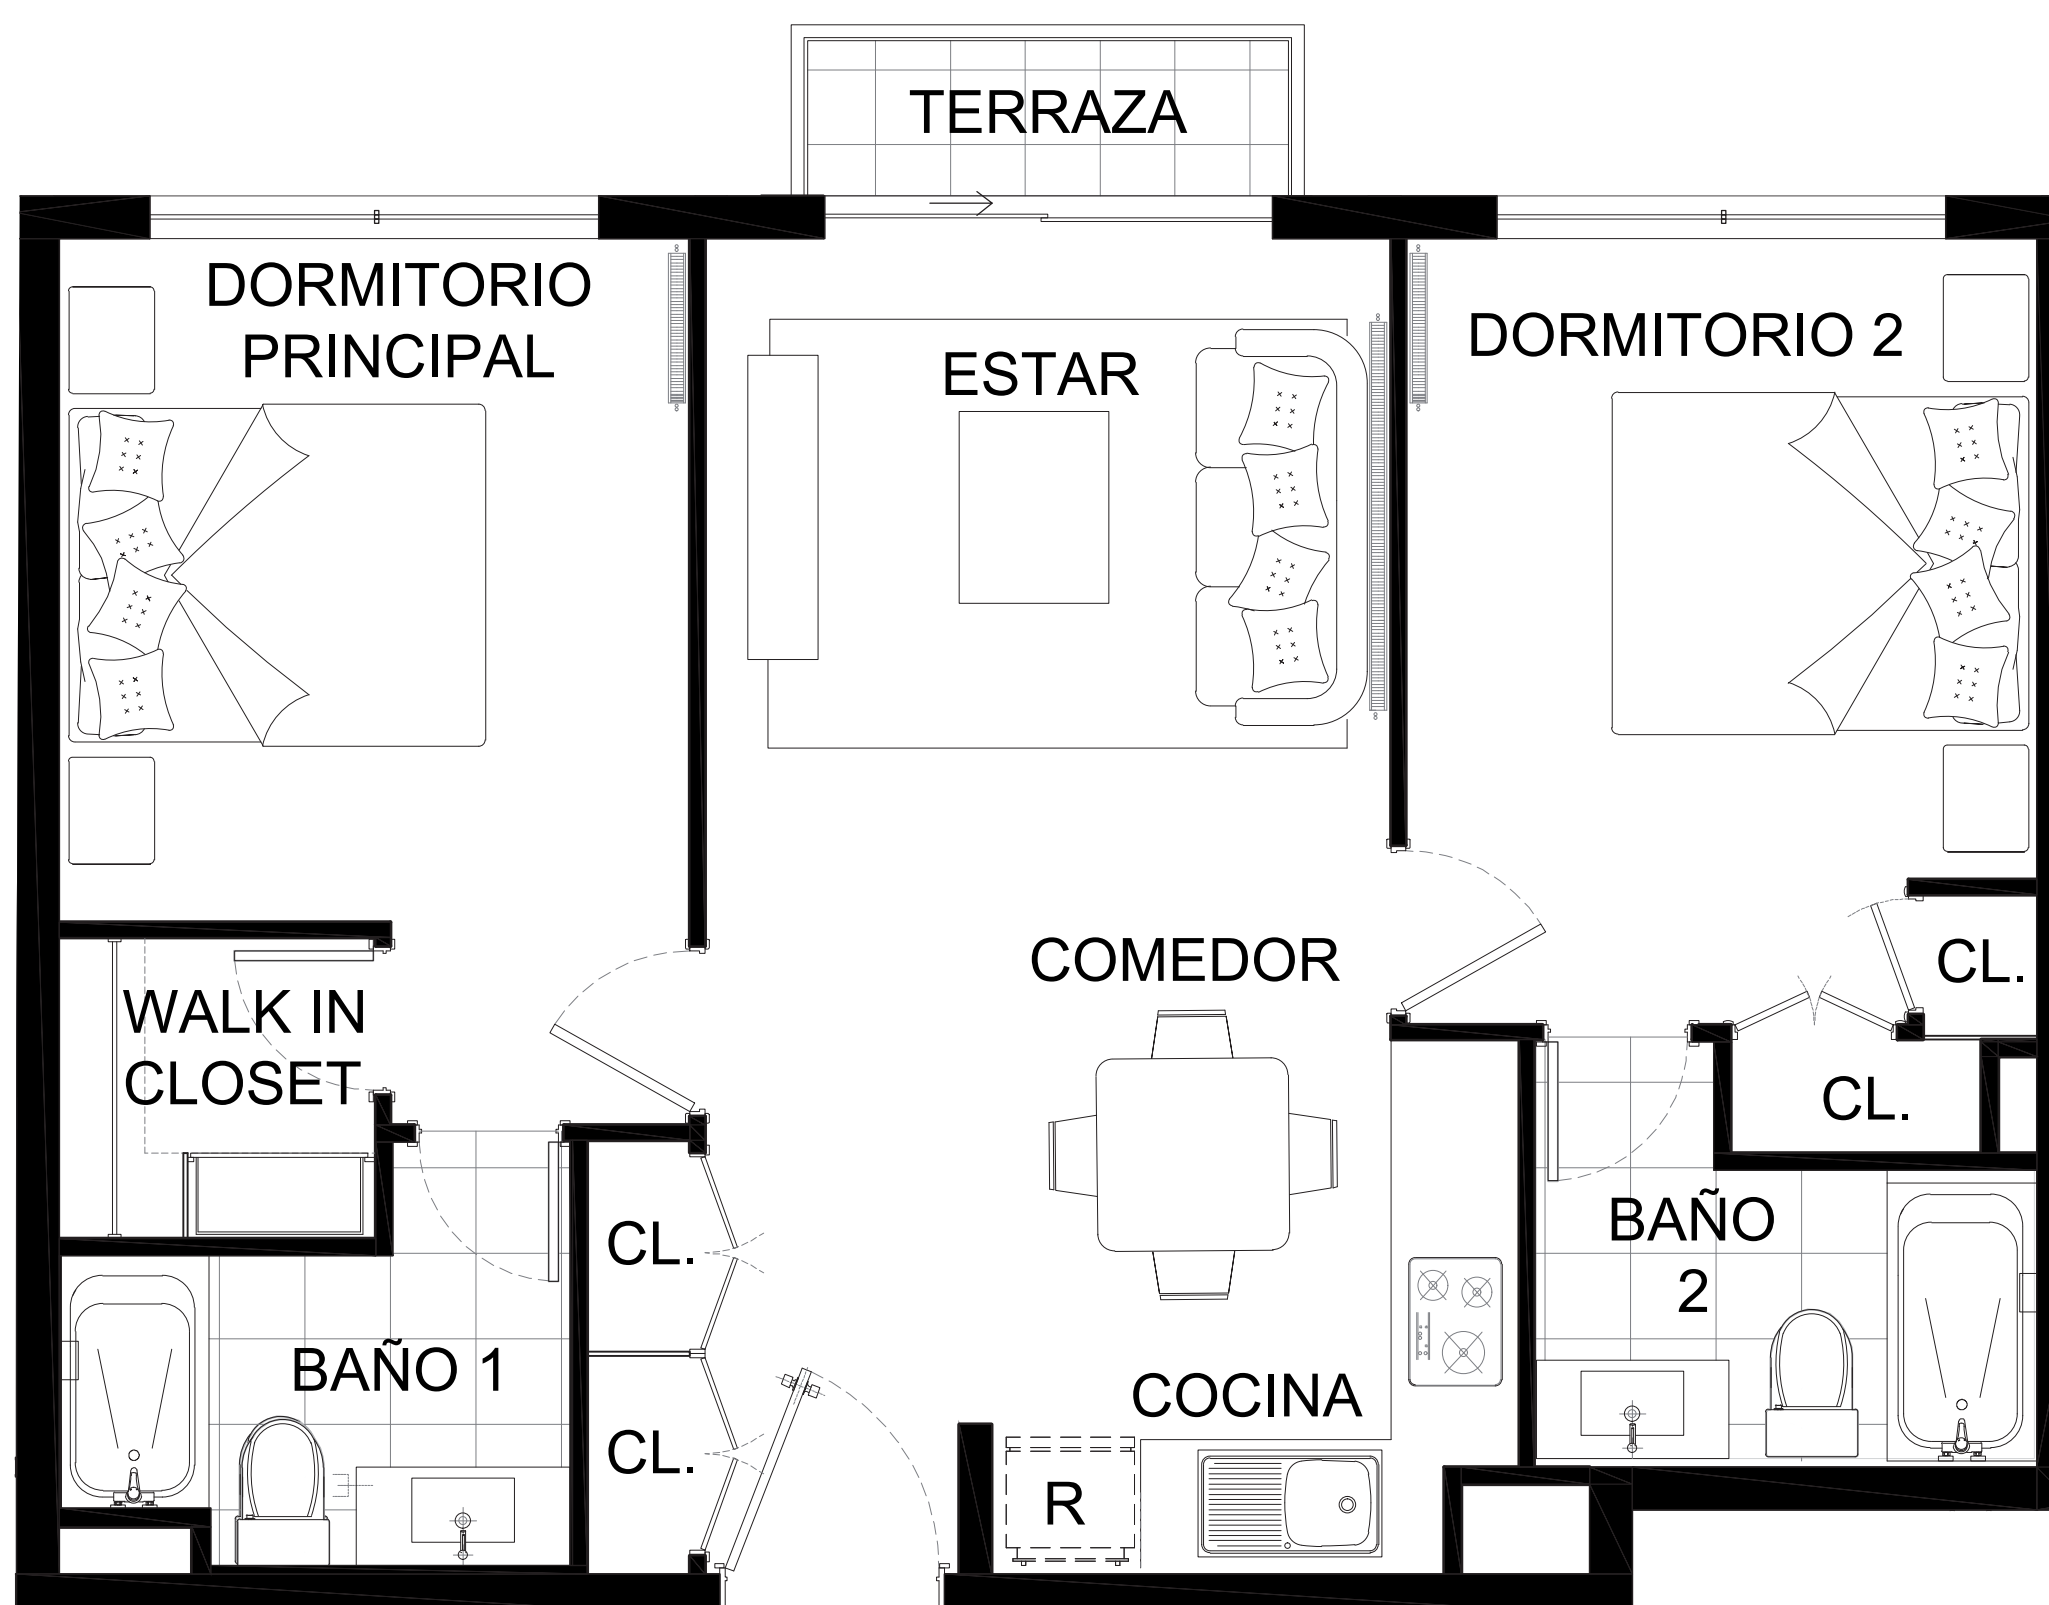 TERRAZA
DORMITORIO
PRINCIPAL
ESTAR
DORMITORIO 2
COMEDOR
CL.
WALK IN
CLOSET
CL.
CL.
BAÑO
2
BAÑO 1
COCINA
CL.
R